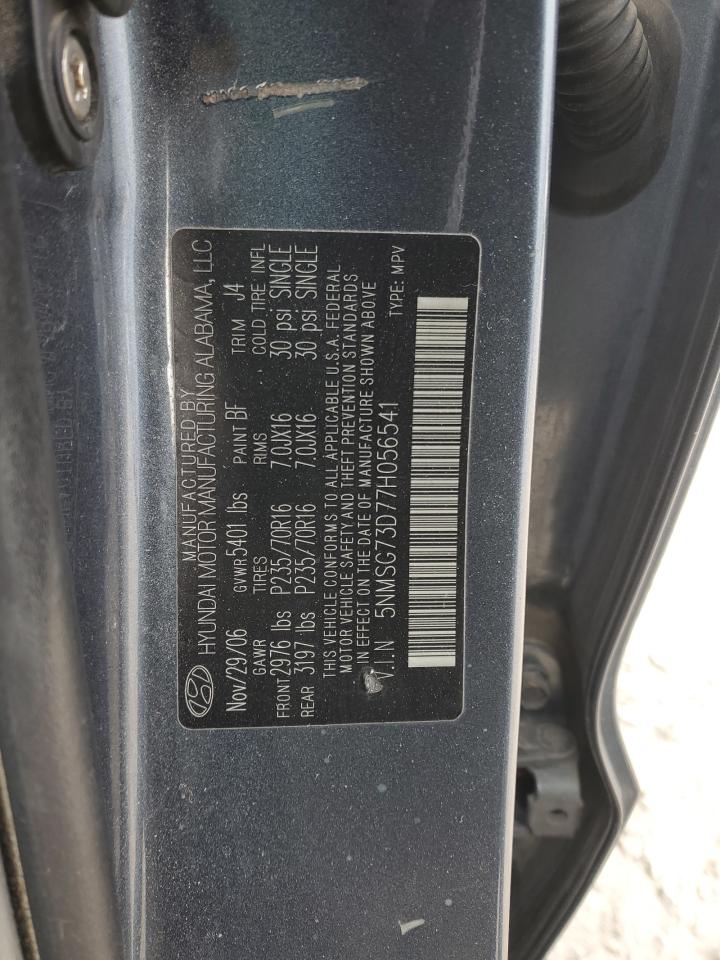 MANUFACTURED BY
HYUNDAI MOTOR MANUFACTURING ALABAMA, LLC
Nov/29/06 GVWR 5401 lbs PAINT BF TRIM J4
GAWR TIRES RIMS COLD TIRE INFL
FRONT 2976 lbs P235/70R16 7.0JX16 30 psi SINGLE
REAR 3197 lbs P235/70R16 7.0JX16 30 psi SINGLE
THIS VEHICLE CONFORMS TO ALL APPLICABLE U.S.A. FEDERAL
MOTOR VEHICLE SAFETY AND THEFT PREVENTION STANDARDS
IN EFFECT ON THE DATE OF MANUFACTURE SHOWN ABOVE
V.I.N 5NMSG73D77H056541 TYPE: MPV